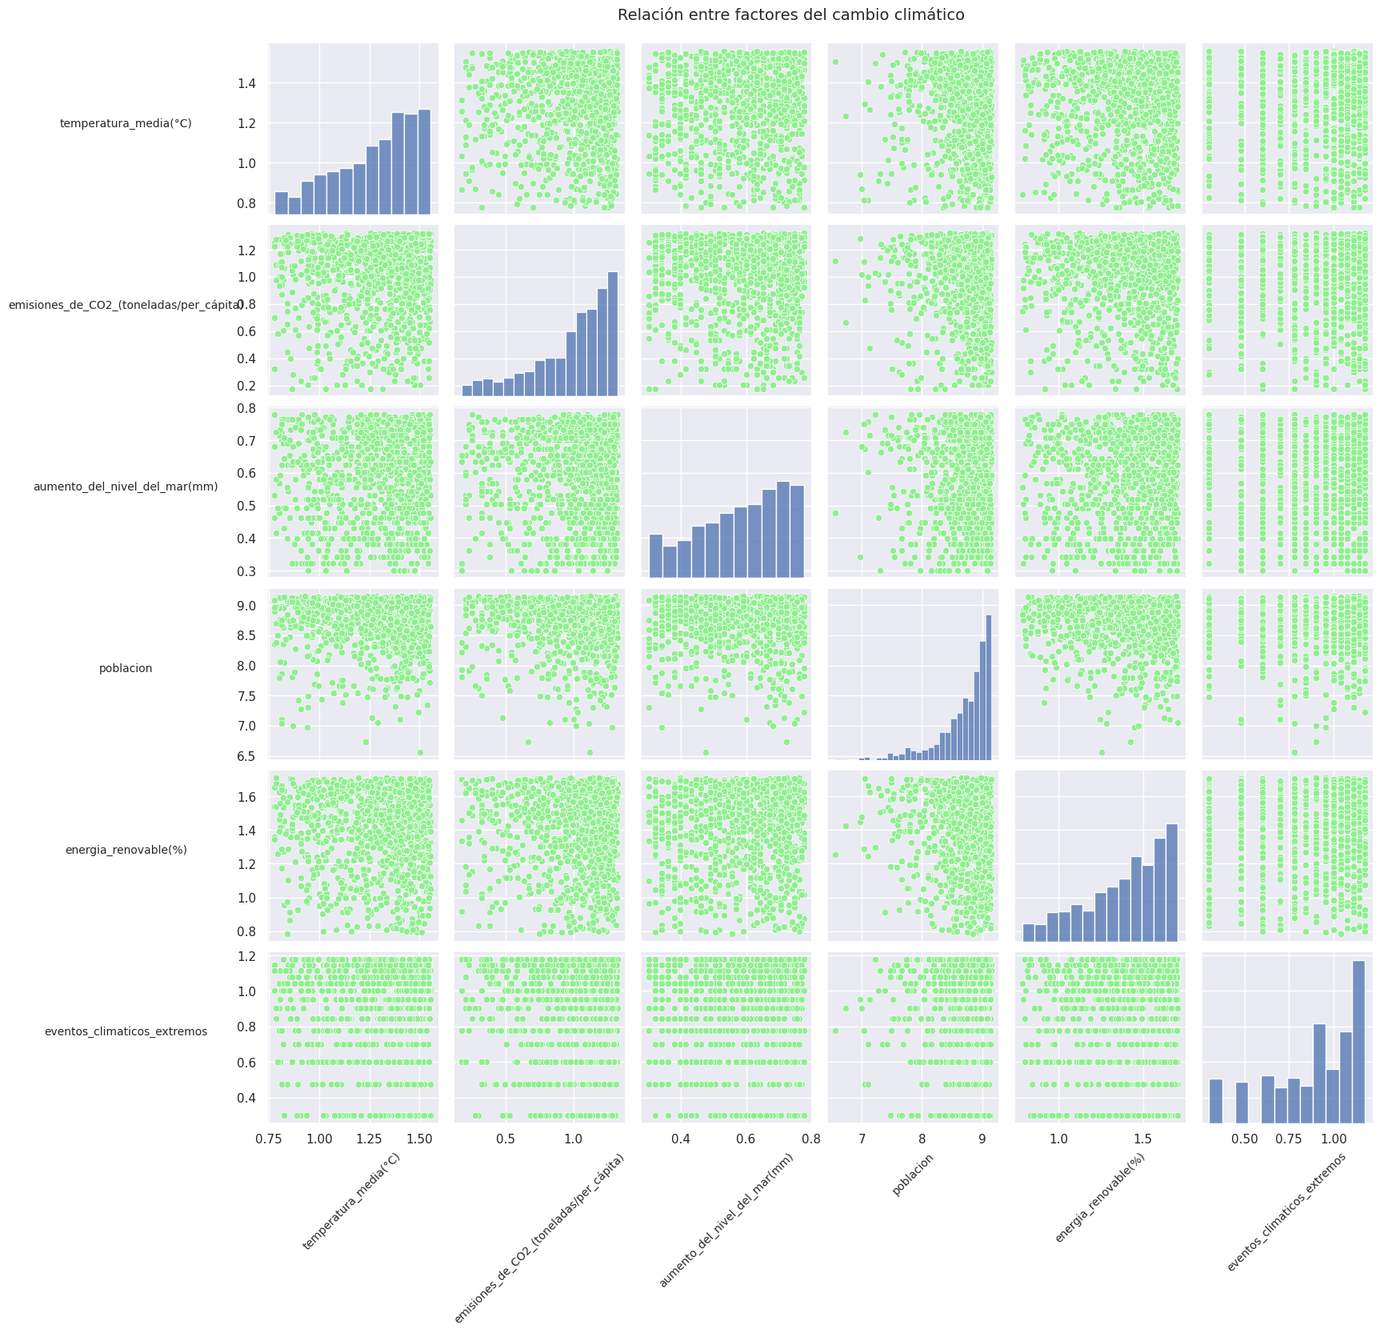 Relación entre factores del cambio climático
1.4
1.2
1.0
0.8
temperatura_media(°C)
1.2
1.0
0.8
0.6
0.4
0.2
emisiones_de_CO2_(toneladas/per_cápita)
0.8
0.7
0.6
0.5
0.4
0.3
aumento_del_nivel_del_mar(mm)
9.0
8.5
8.0
7.5
7.0
6.5
poblacion
1.6
1.4
1.2
1.0
0.8
energia_renovable(%)
1.2
1.0
0.8
0.6
0.4
eventos_climaticos_extremos
0.75 1.00 1.25 1.50
0.5 1.0
0.4 0.6 0.8
7 8 9
1.0 1.5
0.50 0.75 1.00
temperatura_media(°C)
emisiones_de_CO2_(toneladas/per_cápita)
aumento_del_nivel_del_mar(mm)
poblacion
energia_renovable(%)
eventos_climaticos_extremos